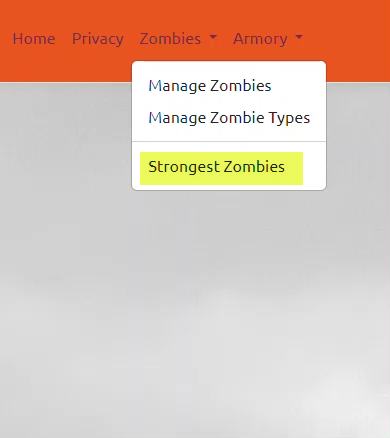 Home Privacy Zombies Armory
Manage Zombies
Manage Zombie Types
Strongest Zombies